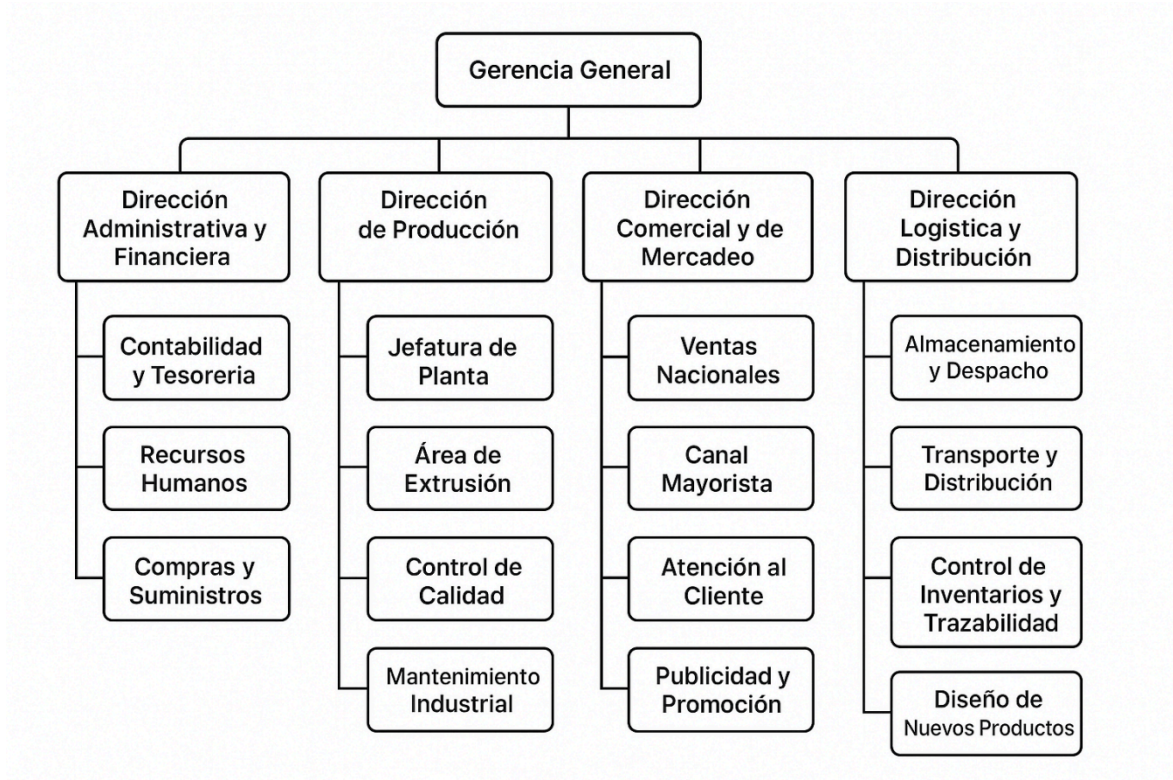 Gerencia General
Dirección
Administrativa y
Financiera
Contabilidad
y Tesoreria
Recursos
Humanos
Compras y
Suministros
Dirección
de Producción
Jefatura de
Planta
Área de
Extrusión
Control de
Calidad
Mantenimiento
Industrial
Dirección
Comercial y de
Mercadeo
Ventas
Nacionales
Canal
Mayorista
Atención al
Cliente
Publicidad y
Promoción
Dirección
Logistica y
Distribución
Almacenamiento
y Despacho
Transporte y
Distribución
Control de
Inventarios y
Trazabilidad
Diseño de
Nuevos Productos